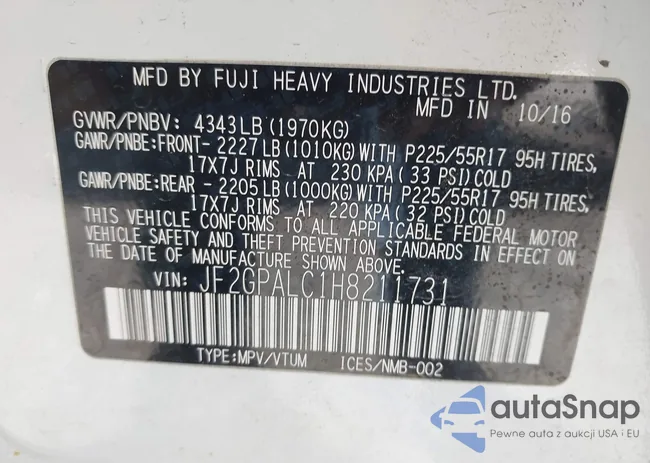 MFD BY FUJI HEAVY INDUSTRIES LTD.
MFD IN 10/16
GVWR/PNBV: 4343LB(1970KG)
GAWR/PNBE:FRONT-2227LB(1010KG)WITH P225/55R17 95H TIRES,
17X7J RIMS AT 230 KPA(33 PSI)COLD
GAWR/PNBE:REAR -2205LB(1000KG)WITH P225/55R17 95H TIRES,
17X7J RIMS AT 220 KPA(32 PSI)COLD
THIS VEHICLE CONFORMS TO ALL APPLICABLE FEDERAL MOTOR
VEHICLE SAFETY AND THEFT PREVENTION STANDARDS IN EFFECT ON
THE DATE OF MANUFACTURE SHOWN ABOVE.
VIN: JF2GPALC1H8211731
TYPE:MPV/VTUM ICES/NMB-002
autoSnap
Pewne auta z aukcji USA i EU